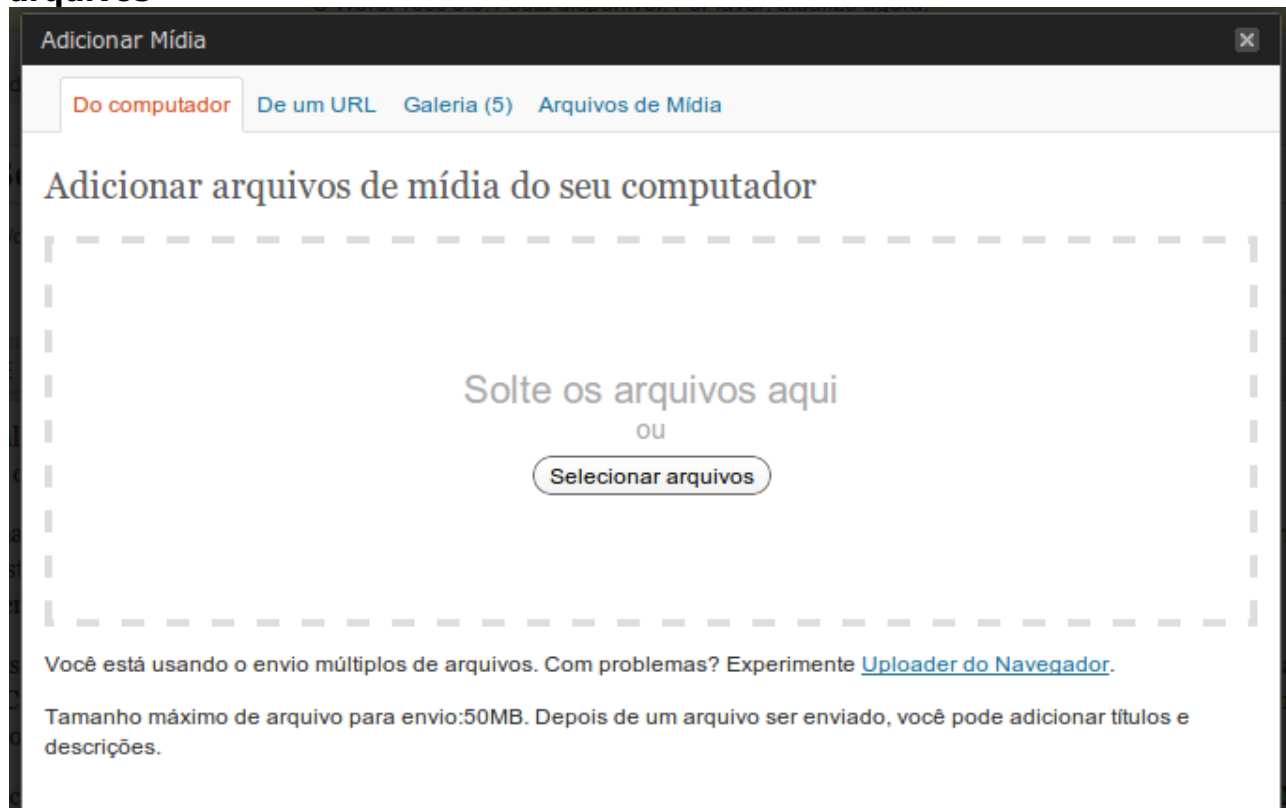 arquivos
Adicionar Mídia
Do computador De um URL Galeria (5) Arquivos de Mídia
Adicionar arquivos de mídia do seu computador
Solte os arquivos aqui
ou
Selecionar arquivos
Você está usando o envio múltiplos de arquivos. Com problemas? Experimente Uploader do Navegador.
Tamanho máximo de arquivo para envio:50MB. Depois de um arquivo ser enviado, você pode adicionar títulos e
descrições.